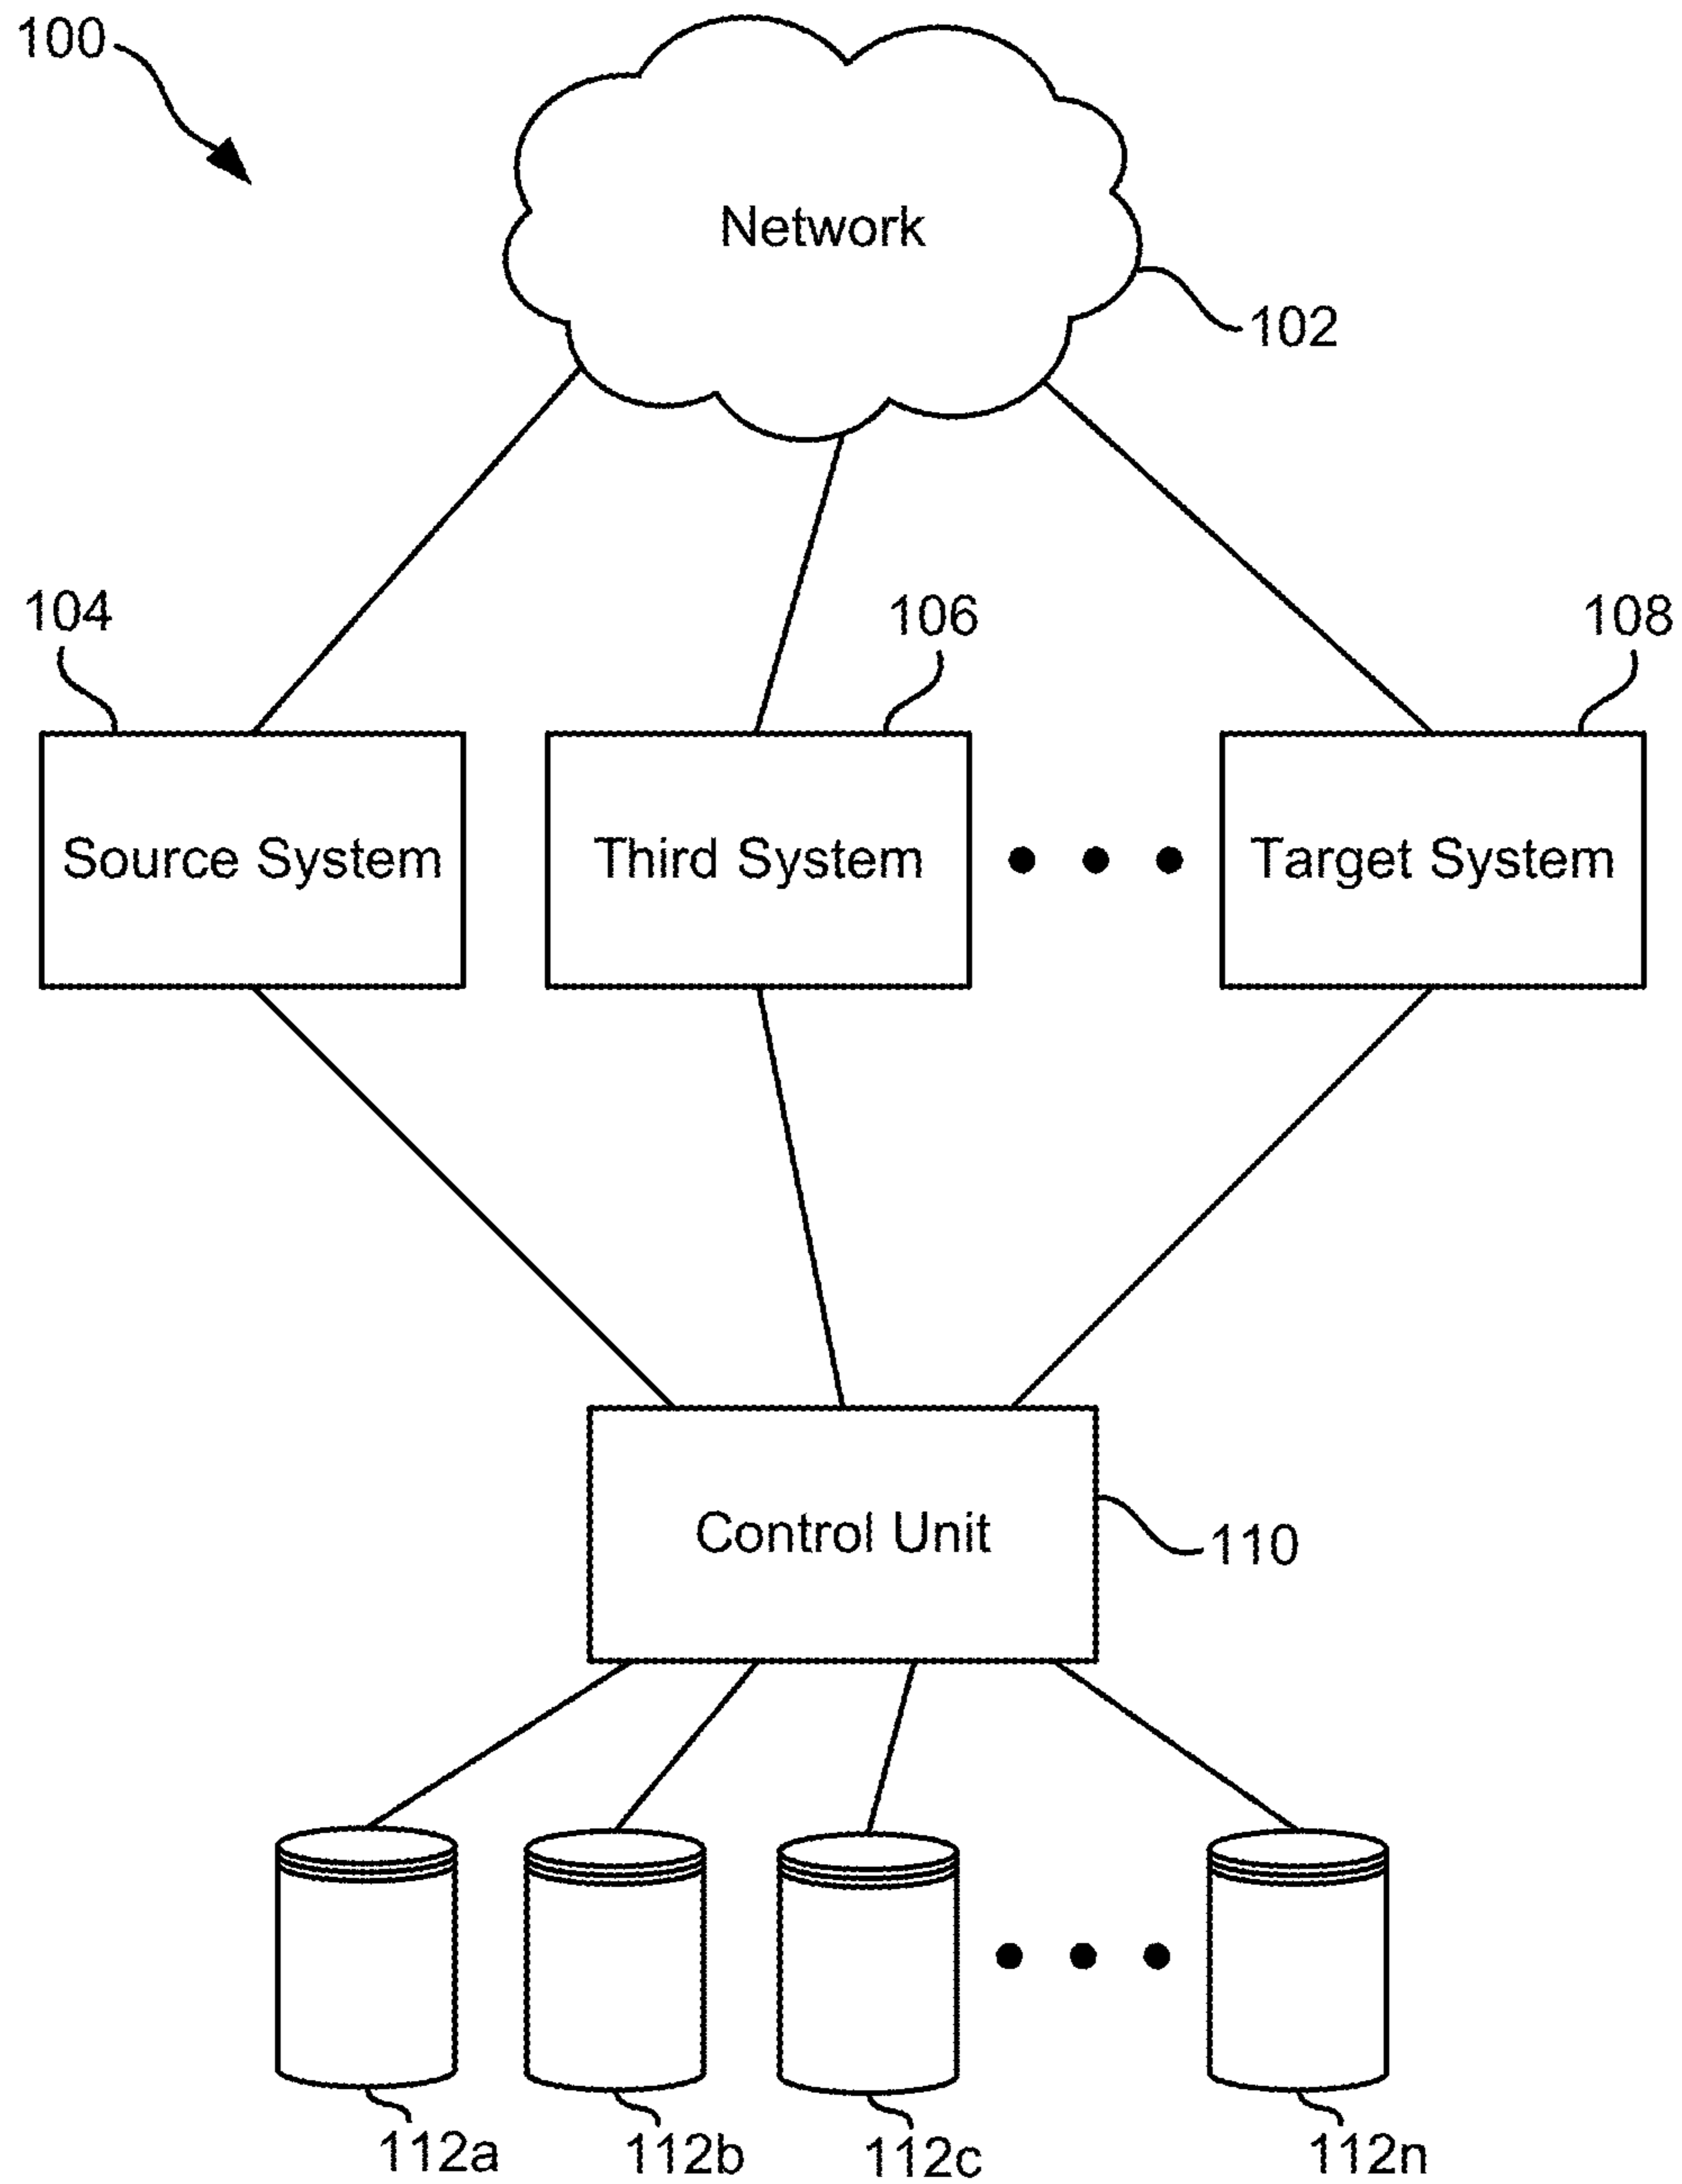 100
Network
102
104
106
108
Source System
Third System
Target System
Control Unit
110
112a
112b
112c
112n